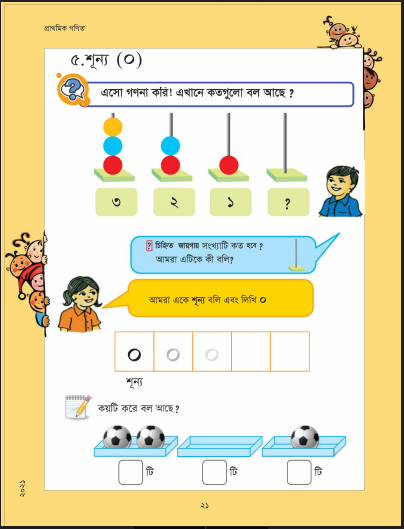 প্রাথমিক গণিত
৫.শূন্য (০)
এসো গণনা করি! এখানে কতগুলো বল আছে ?
৩ ২ ১ ?
? চিহ্নিত জায়গায় সংখ্যাটি কত হবে ?
আমরা এটিকে কী বলি?
আমরা একে শূন্য বলি এবং লিখি ০
০ ০ ০
শূন্য
কয়টি করে বল আছে?
টি টি টি
২০২১
২১